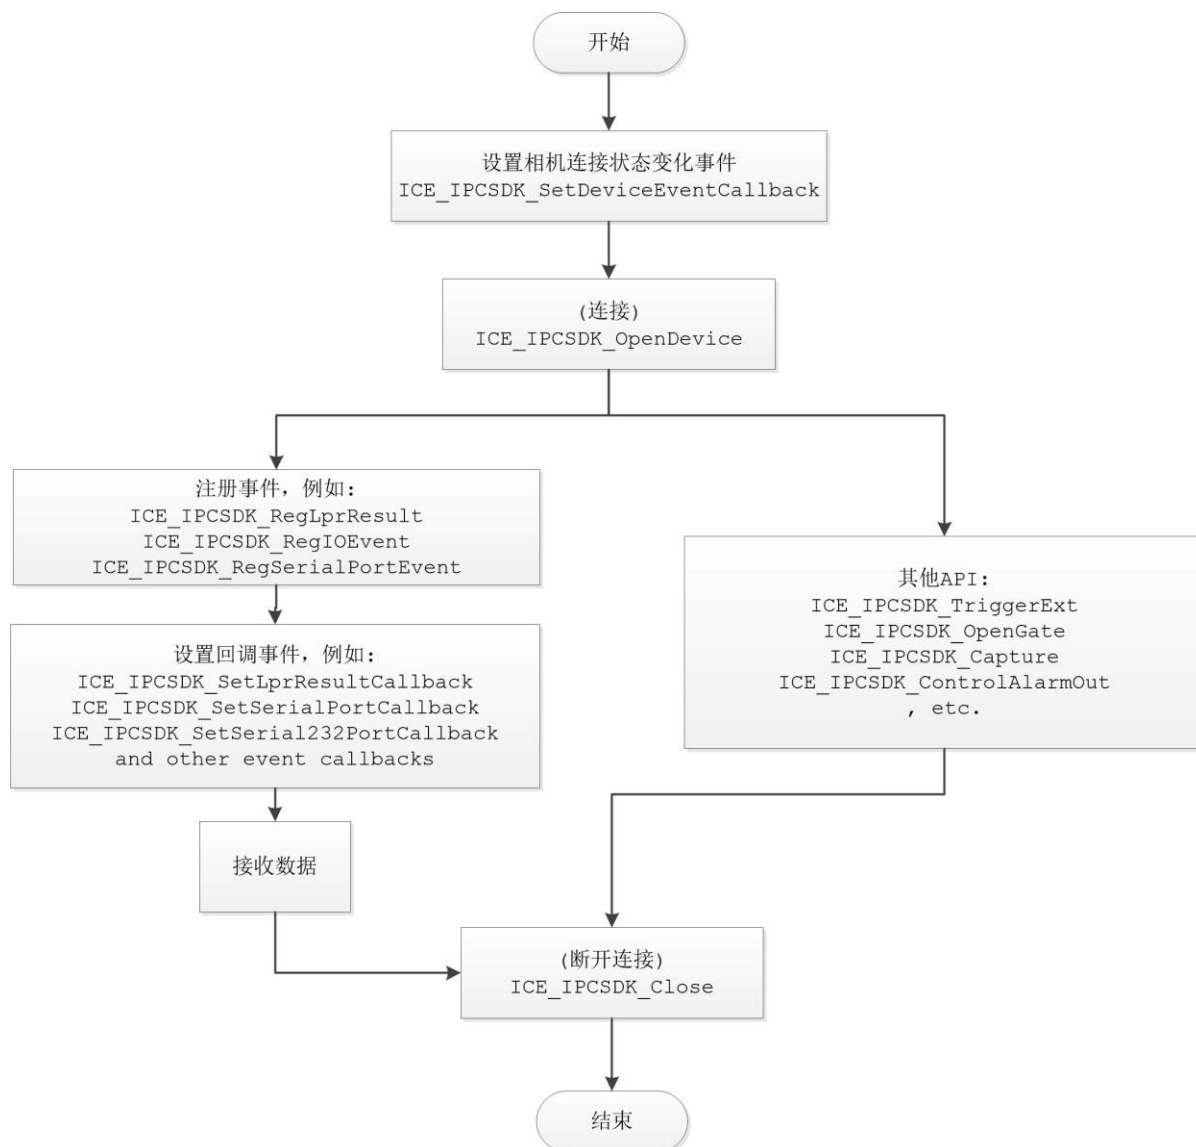 开始
设置相机连接状态变化事件
ICE_IPCSDK_SetDeviceEventCallback
(连接)
ICE_IPCSDK_OpenDevice
注册事件，例如：
ICE_IPCSDK_RegLprResult
ICE_IPCSDK_RegIOEvent
ICE_IPCSDK_RegSerialPortEvent
设置回调事件，例如：
ICE_IPCSDK_SetLprResultCallback
ICE_IPCSDK_SetSerialPortCallback
ICE_IPCSDK_SetSerial232PortCallback
and other event callbacks
接收数据
其他API：
ICE_IPCSDK_TriggerExt
ICE_IPCSDK_OpenGate
ICE_IPCSDK_Capture
ICE_IPCSDK_ControlAlarmOut
, etc.
(断开连接)
ICE_IPCSDK_Close
结束